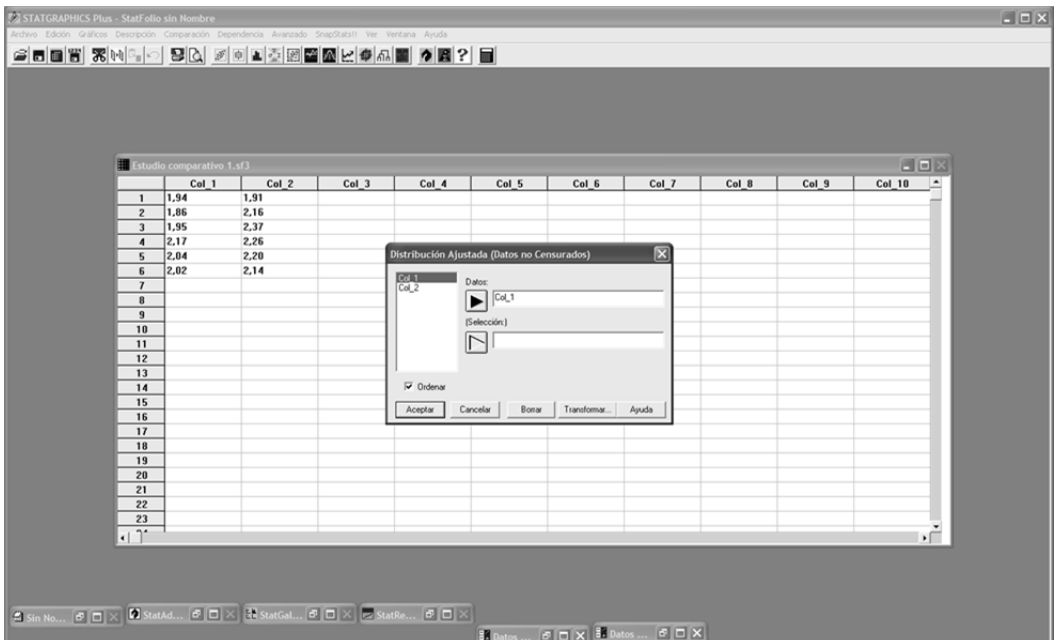 STATGRAPHICS Plus - StatFolio sin Nombre
Archivo Edición Gráficos Descripción Comparación Dependencia Avanzado SnapStats!! Ver Ventana Ayuda
Estudio comparativo 1.sf3
Col_1 Col_2 Col_3 Col_4 Col_5 Col_6 Col_7 Col_8 Col_9 Col_10
1 1,94 1,91
2 1,86 2,16
3 1,95 2,37
4 2,17 2,26
5 2,04 2,20
6 2,02 2,14
7
8
9
10
11
12
13
14
15
16
17
18
19
20
21
22
23
Distribución Ajustada (Datos no Censurados)
Col_1
Col_2
Datos:
Col_1
(Selección:)
Ordenar
Aceptar Cancelar Borrar Transformar... Ayuda
Sin No... StatAd... StatGal... StatRe...
Datos ... Datos ...